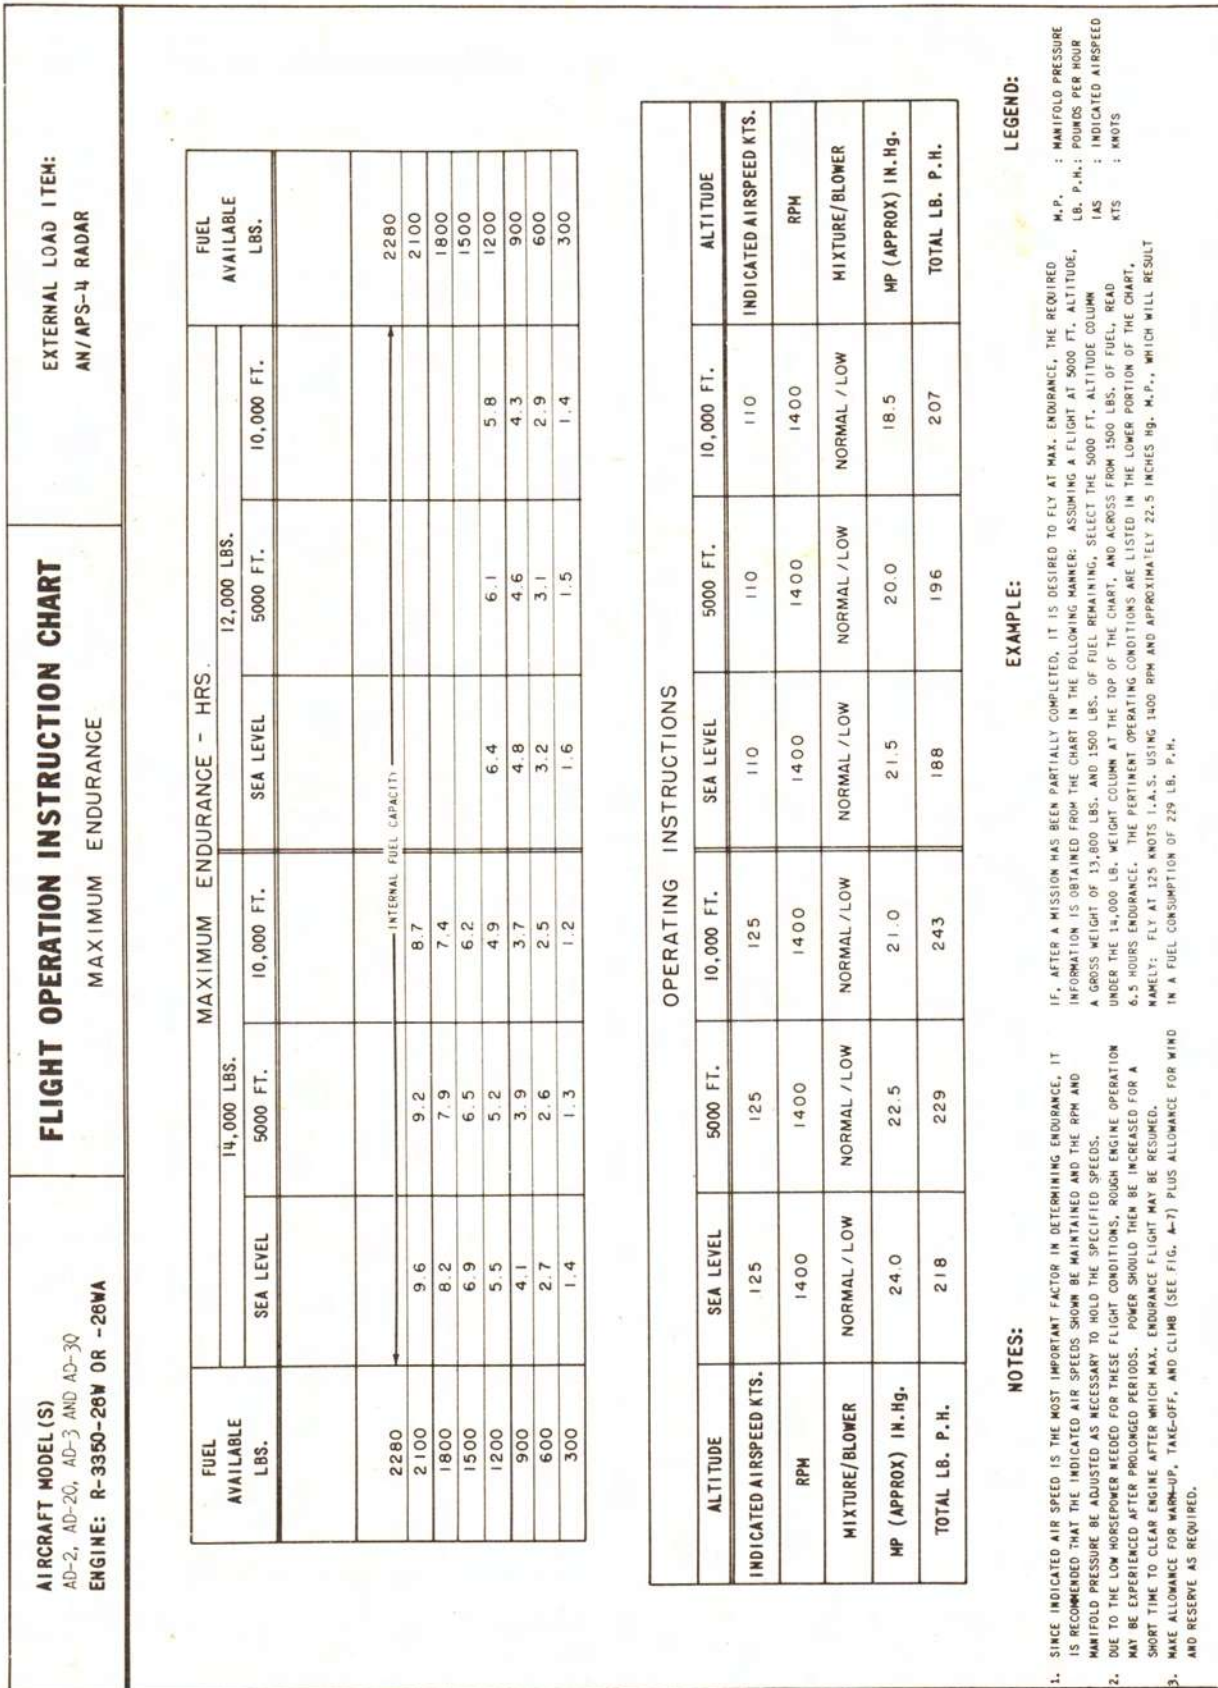 AIRCRAFT MODEL(S)
AD-2, AD-2Q, AD-3 AND AD-3Q
ENGINE: R-3350-26W OR -26WA
FLIGHT OPERATION INSTRUCTION CHART
MAXIMUM ENDURANCE
EXTERNAL LOAD ITEM:
AN/APS-4 RADAR
FUEL AVAILABLE LBS.
MAXIMUM ENDURANCE - HRS.
FUEL AVAILABLE LBS.
14,000 LBS. 12,000 LBS.
SEA LEVEL 5000 FT. 10,000 FT. SEA LEVEL 5000 FT. 10,000 FT.
2280 INTERNAL FUEL CAPACITY 2280
2100 9.6 9.2 8.7 2100
1800 8.2 7.9 7.4 1800
1500 6.9 6.5 6.2 1500
1200 5.5 5.2 4.9 6.4 6.1 5.8 1200
900 4.1 3.9 3.7 4.8 4.6 4.3 900
600 2.7 2.6 2.5 3.2 3.1 2.9 600
300 1.4 1.3 1.2 1.6 1.5 1.4 300
OPERATING INSTRUCTIONS
ALTITUDE SEA LEVEL 5000 FT. 10,000 FT. SEA LEVEL 5000 FT. 10,000 FT. ALTITUDE
INDICATED AIRSPEED KTS. 125 125 125 110 110 110 INDICATED AIRSPEED KTS.
RPM 1400 1400 1400 1400 1400 1400 RPM
MIXTURE/BLOWER NORMAL/LOW NORMAL/LOW NORMAL/LOW NORMAL/LOW NORMAL/LOW NORMAL/LOW MIXTURE/BLOWER
MP (APPROX) IN.Hg. 24.0 22.5 21.0 21.5 20.0 18.5 MP (APPROX) IN.Hg.
TOTAL LB. P.H. 218 229 243 188 196 207 TOTAL LB. P.H.
NOTES:
1. SINCE INDICATED AIR SPEED IS THE MOST IMPORTANT FACTOR IN DETERMINING ENDURANCE, IT
IS RECOMMENDED THAT THE INDICATED AIR SPEEDS SHOWN BE MAINTAINED AND THE RPM AND
MANIFOLD PRESSURE BE ADJUSTED AS NECESSARY TO HOLD THE SPECIFIED SPEEDS.
2. DUE TO THE LOW HORSEPOWER NEEDED FOR THESE FLIGHT CONDITIONS, ROUGH ENGINE OPERATION
MAY BE EXPERIENCED AFTER PROLONGED PERIODS. POWER SHOULD THEN BE INCREASED FOR A
SHORT TIME TO CLEAR ENGINE AFTER WHICH MAX. ENDURANCE FLIGHT MAY BE RESUMED.
3. MAKE ALLOWANCE FOR WARM-UP, TAKE-OFF, AND CLIMB (SEE FIG. A-7) PLUS ALLOWANCE FOR WIND
AND RESERVE AS REQUIRED.
EXAMPLE:
IF, AFTER A MISSION HAS BEEN PARTIALLY COMPLETED, IT IS DESIRED TO FLY AT MAX. ENDURANCE, THE REQUIRED
INFORMATION IS OBTAINED FROM THE CHART IN THE FOLLOWING MANNER: ASSUMING A FLIGHT AT 5000 FT. ALTITUDE,
A GROSS WEIGHT OF 13,800 LBS. AND 1500 LBS. OF FUEL REMAINING, SELECT THE 5000 FT. ALTITUDE COLUMN
UNDER THE 14,000 LB. WEIGHT COLUMN AT THE TOP OF THE CHART, AND ACROSS FROM 1500 LBS. OF FUEL, READ
6.5 HOURS ENDURANCE. THE PERTINENT OPERATING CONDITIONS ARE LISTED IN THE LOWER PORTION OF THE CHART,
NAMELY: FLY AT 125 KNOTS I.A.S. USING 1400 RPM AND APPROXIMATELY 22.5 INCHES Hg. M.P., WHICH WILL RESULT
IN A FUEL CONSUMPTION OF 229 LB. P.H.
LEGEND:
M.P. : MANIFOLD PRESSURE
LB. P.H.: POUNDS PER HOUR
IAS : INDICATED AIRSPEED
KTS : KNOTS